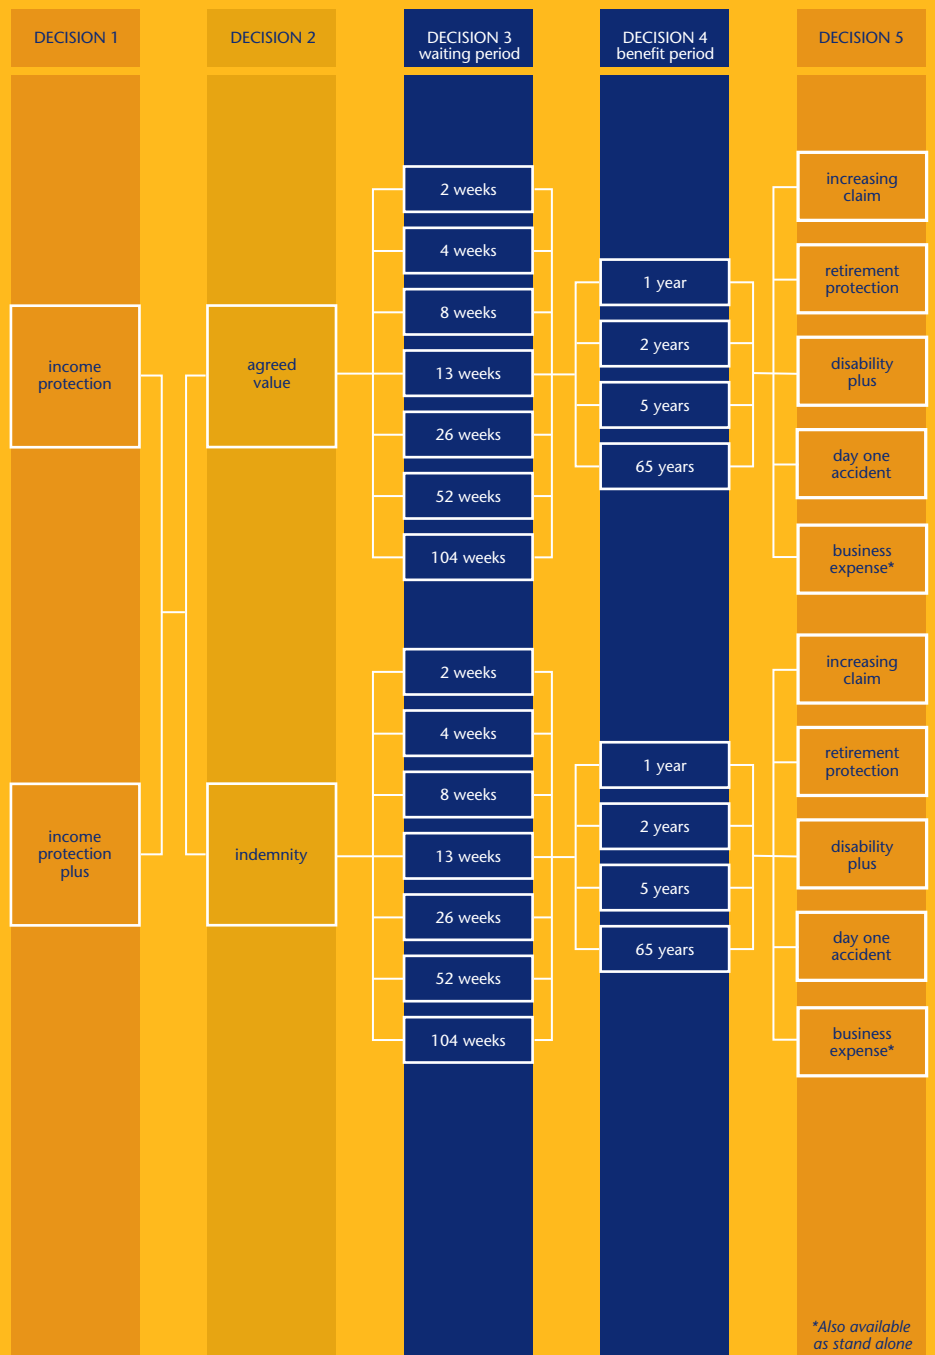 DECISION 1
DECISION 2
DECISION 3
waiting period
DECISION 4
benefit period
DECISION 5
income
protection
income
protection
plus
agreed
value
indemnity
2 weeks
4 weeks
8 weeks
13 weeks
26 weeks
52 weeks
104 weeks
2 weeks
4 weeks
8 weeks
13 weeks
26 weeks
52 weeks
104 weeks
1 year
2 years
5 years
65 years
1 year
2 years
5 years
65 years
increasing
claim
retirement
protection
disability
plus
day one
accident
business
expense*
increasing
claim
retirement
protection
disability
plus
day one
accident
business
expense*
*Also available
as stand alone